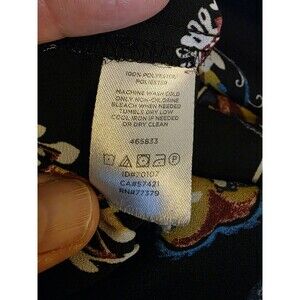 100% POLYESTER
POLIESTER
MACHINE WASH COLD
ONLY NON-CHLORINE
BLEACH WHEN NEEDED
TUMBLE DRY LOW
COOL IRON IF NEEDED
OR DRY CLEAN
465833
ID#70107
CA#57421
RN#77379